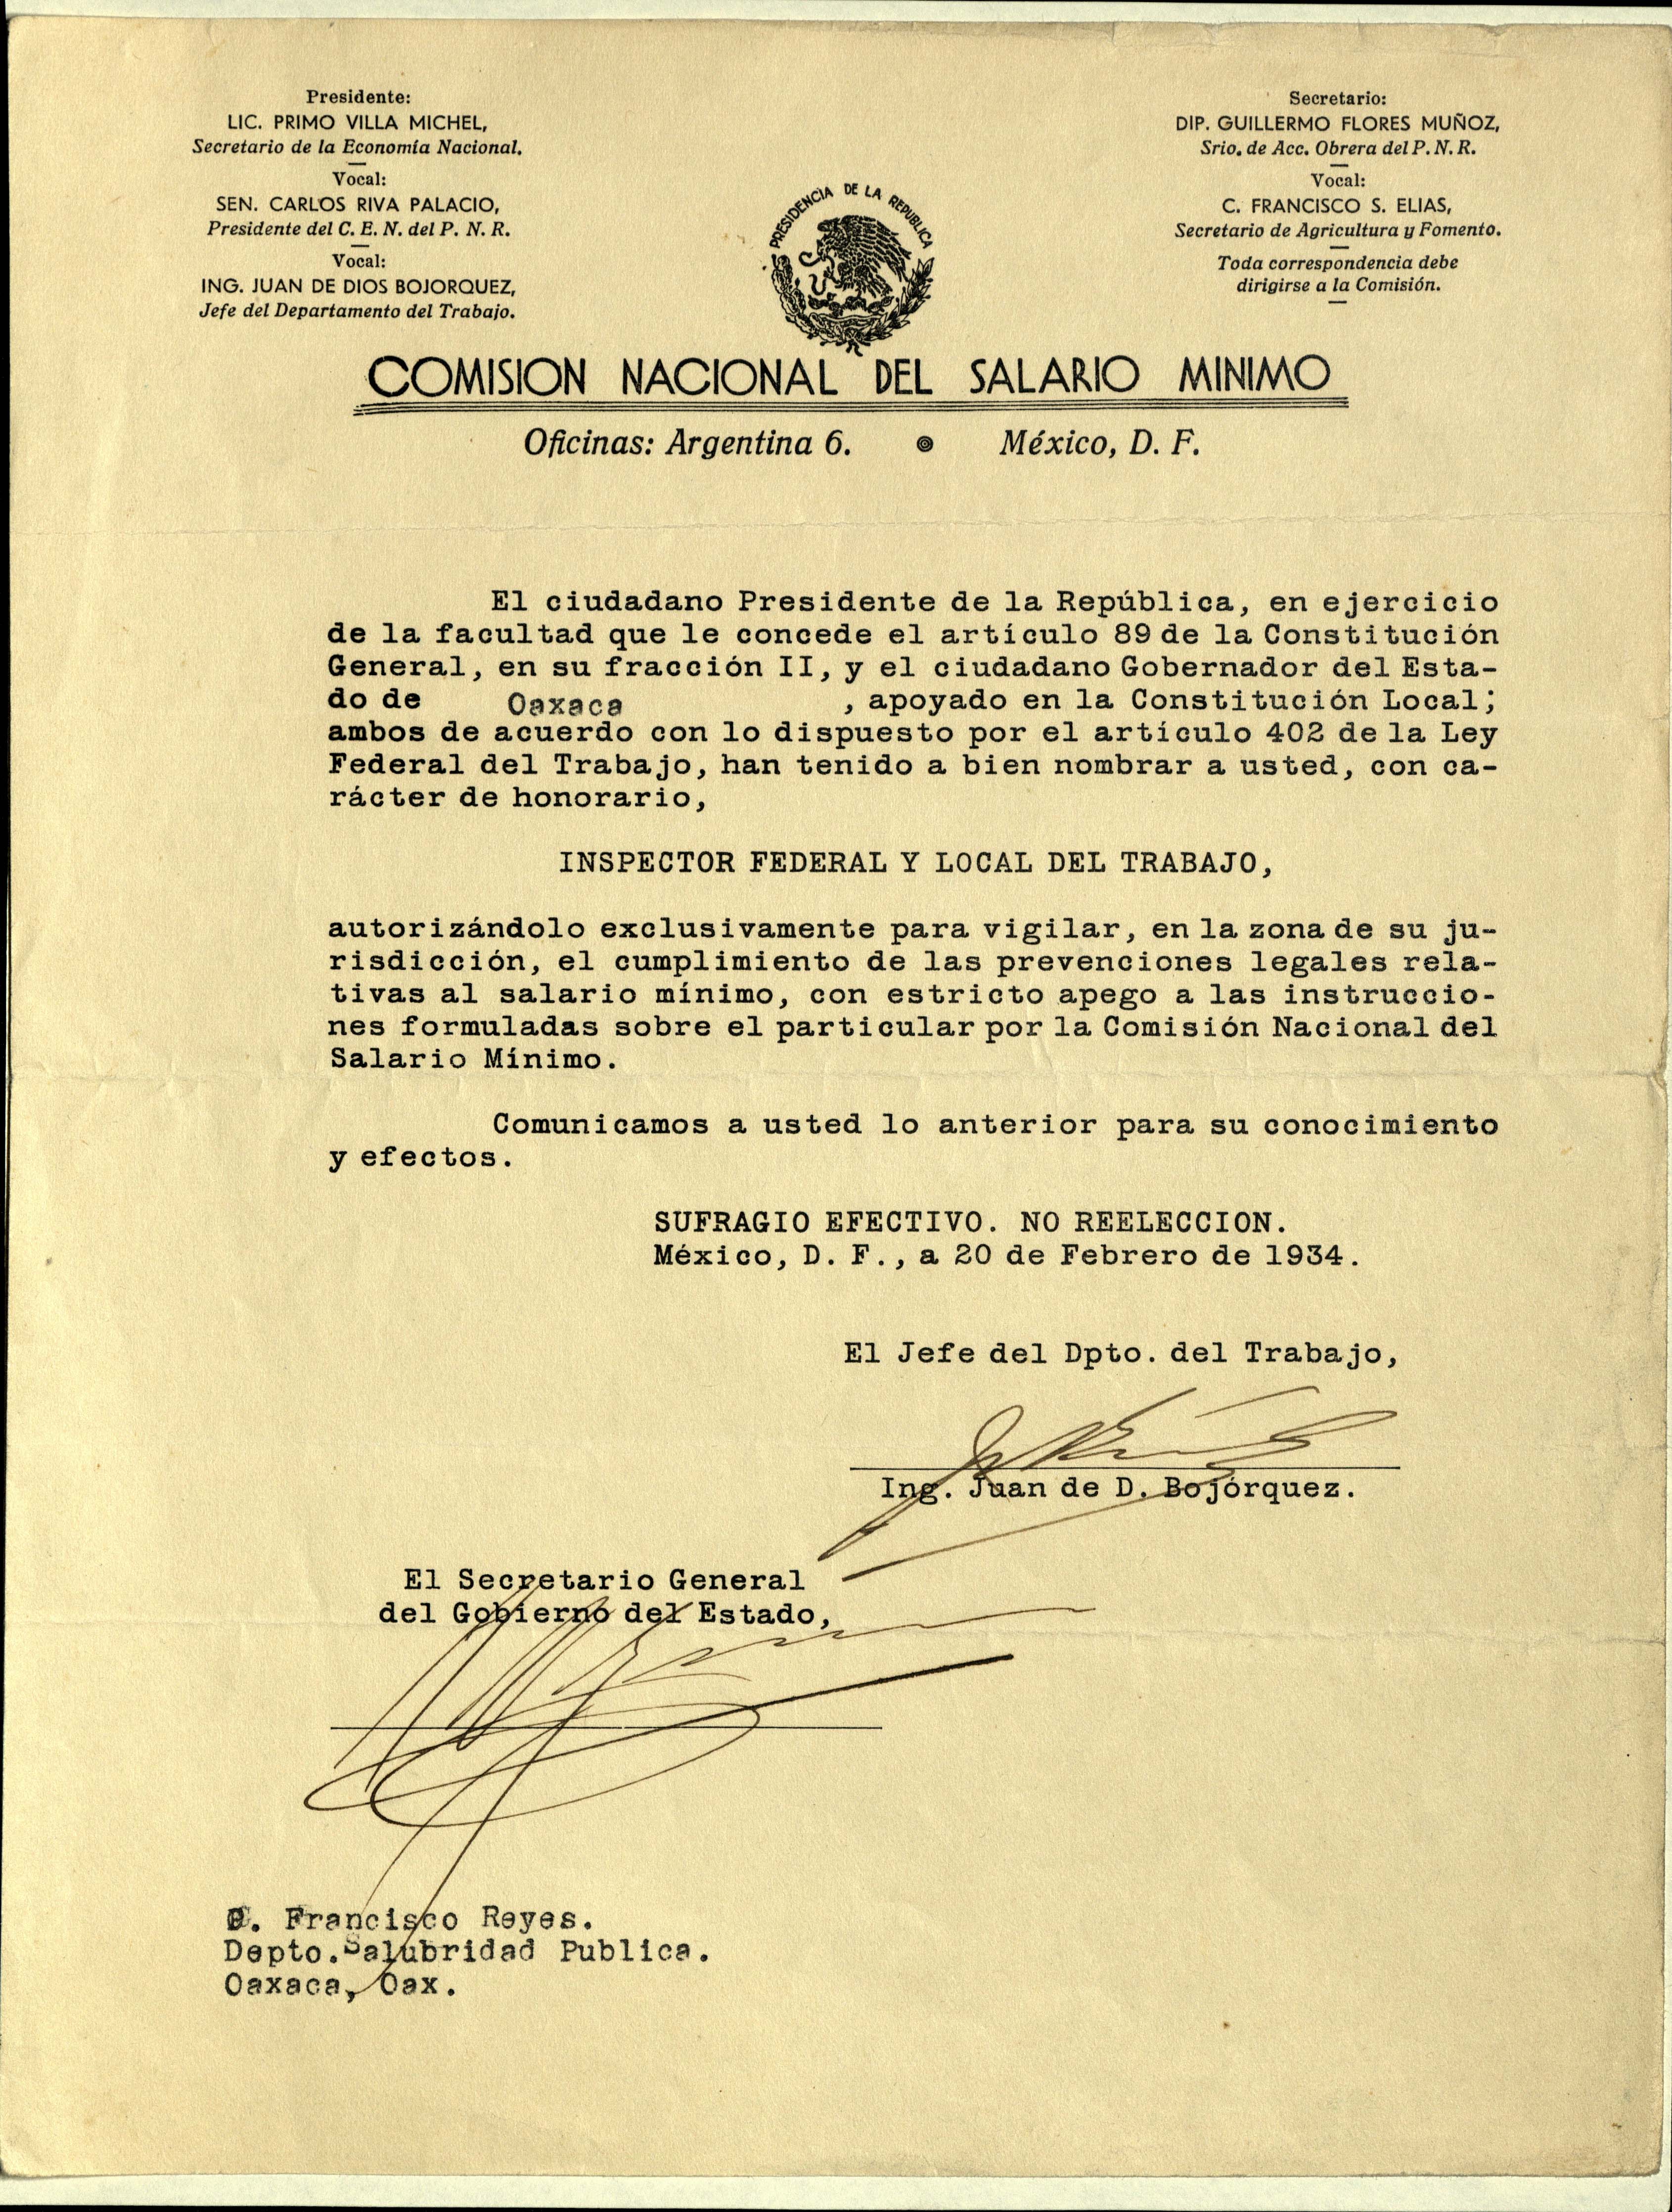 Presidente:
LIC. PRIMO VILLA MICHEL,
Secretario de la Economía Nacional.
Vocal:
SEN. CARLOS RIVA PALACIO,
Presidente del C. E. N. del P. N. R.
Vocal:
ING. JUAN DE DIOS BOJORQUEZ,
Jefe del Departamento del Trabajo.
Secretario:
DIP. GUILLERMO FLORES MUÑOZ,
Srio. de Acc. Obrera del P. N. R.
Vocal:
C. FRANCISCO S. ELIAS,
Secretario de Agricultura y Fomento.
Toda correspondencia debe
dirigirse a la Comisión.
PRESIDENCIA DE LA REPUBLICA
COMISION NACIONAL DEL SALARIO MINIMO
Oficinas: Argentina 6. México, D. F.
El ciudadano Presidente de la República, en ejercicio
de la facultad que le concede el artículo 89 de la Constitución
General, en su fracción II, y el ciudadano Gobernador del Esta-
do de Oaxaca , apoyado en la Constitución Local;
ambos de acuerdo con lo dispuesto por el artículo 402 de la Ley
Federal del Trabajo, han tenido a bien nombrar a usted, con ca-
rácter de honorario,
INSPECTOR FEDERAL Y LOCAL DEL TRABAJO,
autorizándolo exclusivamente para vigilar, en la zona de su ju-
risdicción, el cumplimiento de las prevenciones legales rela-
tivas al salario mínimo, con estricto apego a las instruccio-
nes formuladas sobre el particular por la Comisión Nacional del
Salario Mínimo.
Comunicamos a usted lo anterior para su conocimiento
y efectos.
SUFRAGIO EFECTIVO. NO REELECCION.
México, D. F., a 20 de Febrero de 1934.
El Jefe del Dpto. del Trabajo,
Ing. Juan de D. Bojórquez.
El Secretario General
del Gobierno del Estado,
C. Francisco Reyes.
Depto. Salubridad Publica.
Oaxaca, Oax.